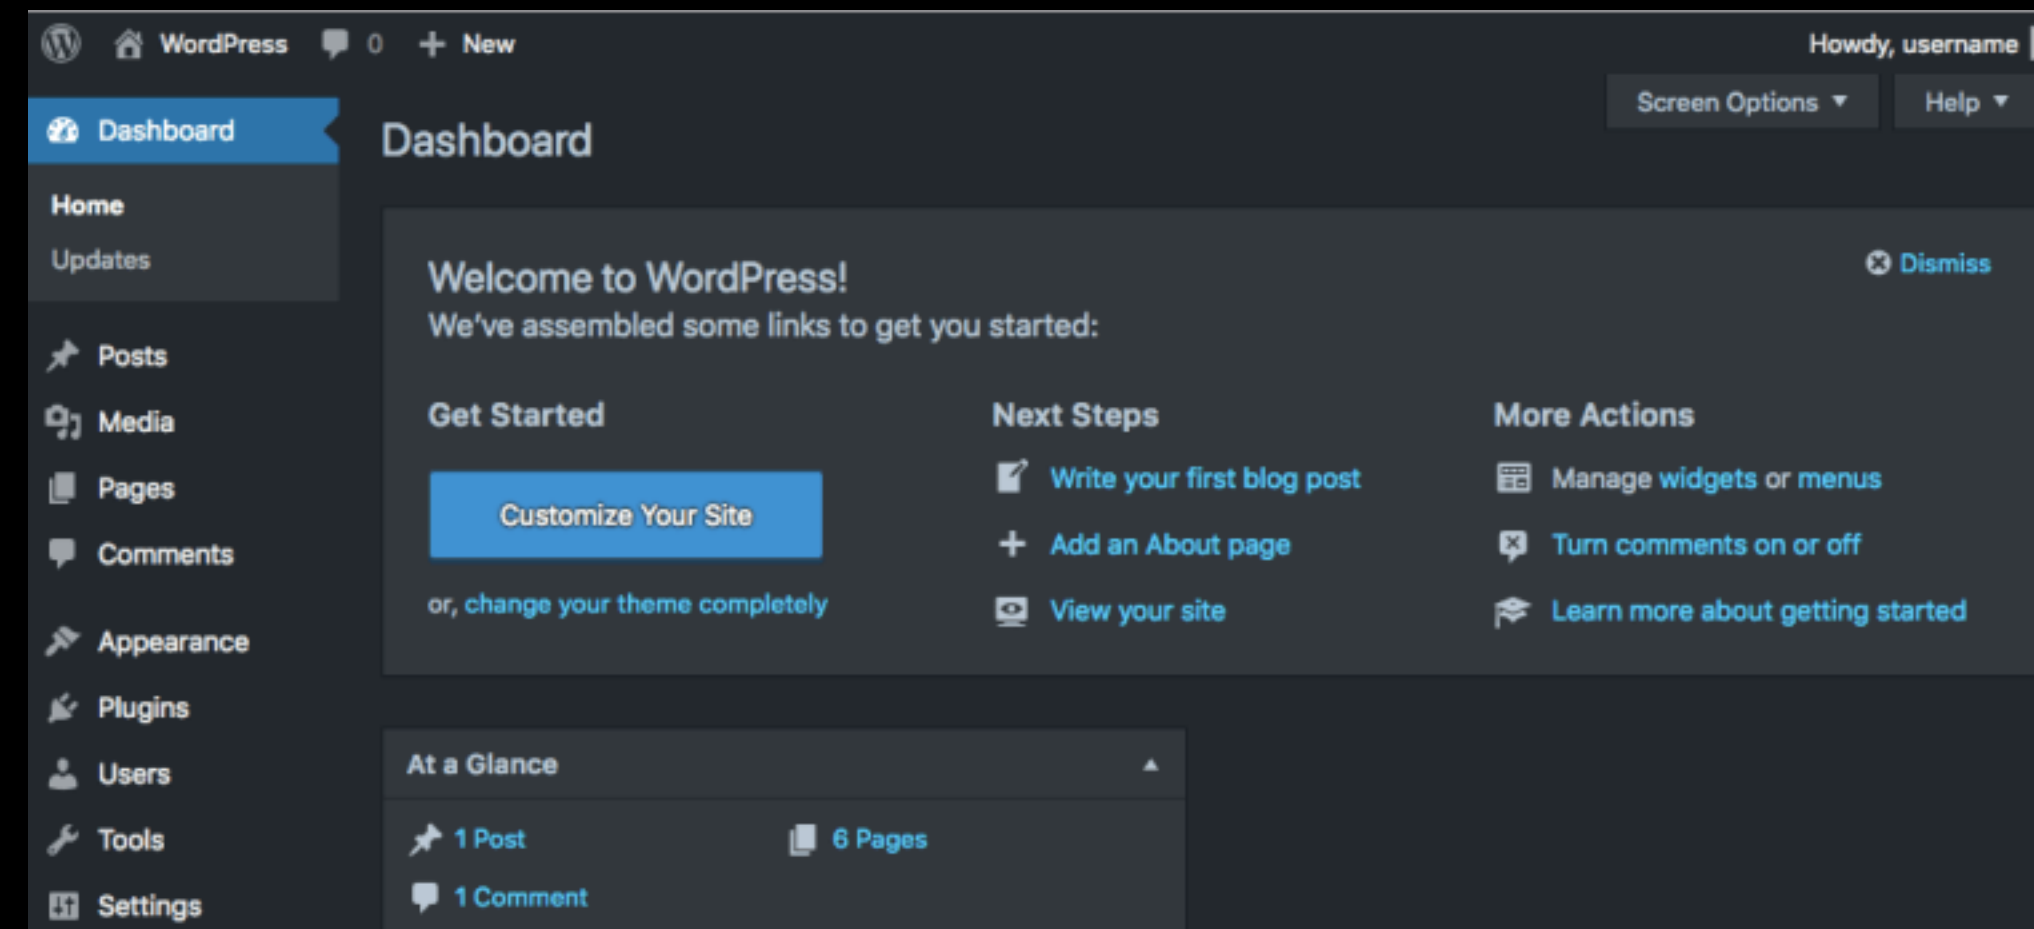 WordPress 0 New Howdy, username
Screen Options Help
Dashboard
Home
Updates
Posts
Media
Pages
Comments
Appearance
Plugins
Users
Tools
Settings
Dashboard
Welcome to WordPress!
Dismiss
We've assembled some links to get you started:
Get Started
Customize Your Site
or, change your theme completely
Next Steps
Write your first blog post
Add an About page
View your site
More Actions
Manage widgets or menus
Turn comments on or off
Learn more about getting started
At a Glance
1 Post
6 Pages
1 Comment